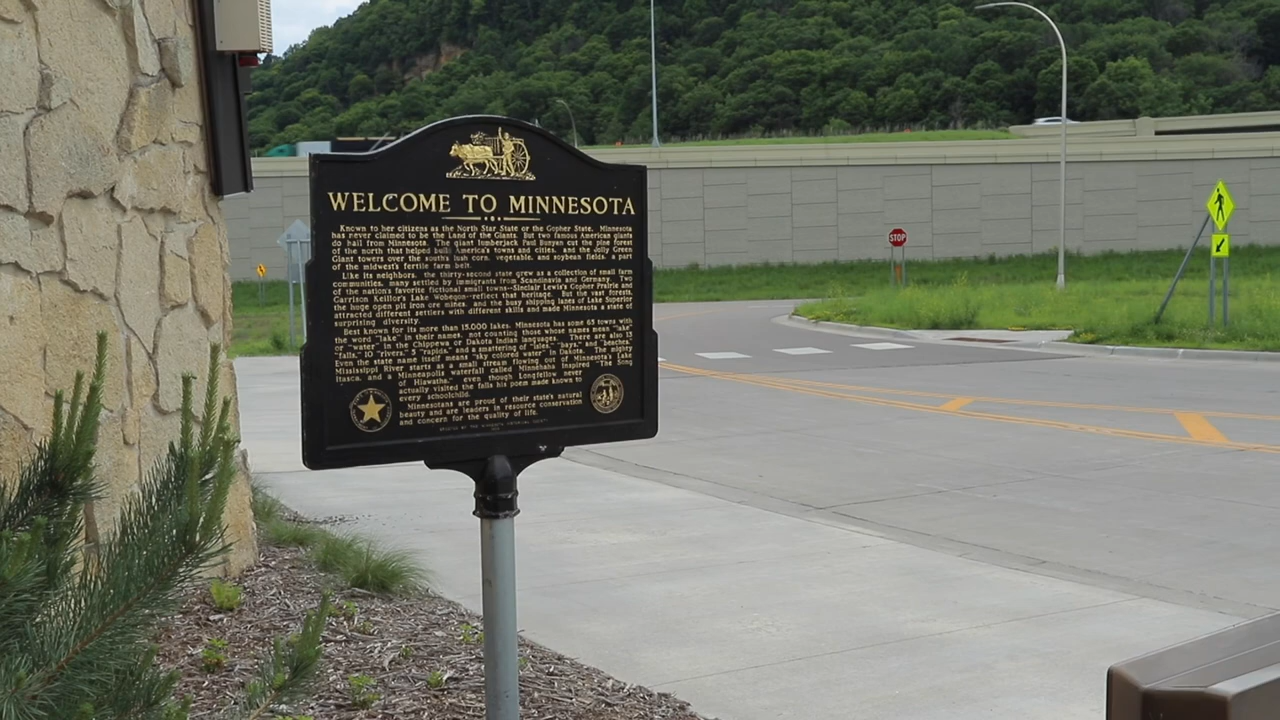 WELCOME TO MINNESOTA
Known to her citizens as the North Star State or the Gopher State, Minnesota
has never claimed to be the Land of the Giants. But two famous American giants
do hail from Minnesota. The giant lumberjack Paul Bunyan cut the pine forest
of the north that helped build America's towns and cities, and the Jolly Green
Giant towers over the south's lush corn, vegetable, and soybean fields, a part
of the midwest's fertile farm belt.
Like its neighbors, the thirty-second state grew as a collection of small farm
communities, many settled by immigrants from Scandinavia and Germany. Two
of the nation's favorite fictional small towns-Sinclair Lewis's Gopher Prairie and
Garrison Keillor's Lake Wobegon-reflect that heritage. But the vast forests,
the huge open pit iron ore mines, and the busy shipping lanes of Lake Superior
attracted different settlers with different skills and made Minnesota a state of
surprising diversity.
Best known for its more than 15,000 lakes, Minnesota has some 65 towns with
the word "lake" in their names, not counting those whose names mean "lake"
or "water" in the Chippewa or Dakota Indian languages. There are also 13
"falls," 10 "rivers," 5 "rapids," and a smattering of "isles," "bays," and "beaches."
Even the state name itself means "sky colored water" in Dakota. The mighty
Mississippi River starts as a small stream flowing out of Minnesota's Lake
Itasca, and a Minneapolis waterfall called Minnehaha inspired "The Song
of Hiawatha," even though Longfellow never
actually visited the falls his poem made known to
every schoolchild.
Minnesotans are proud of their state's natural
beauty and are leaders in resource conservation
and concern for the quality of life.
STOP